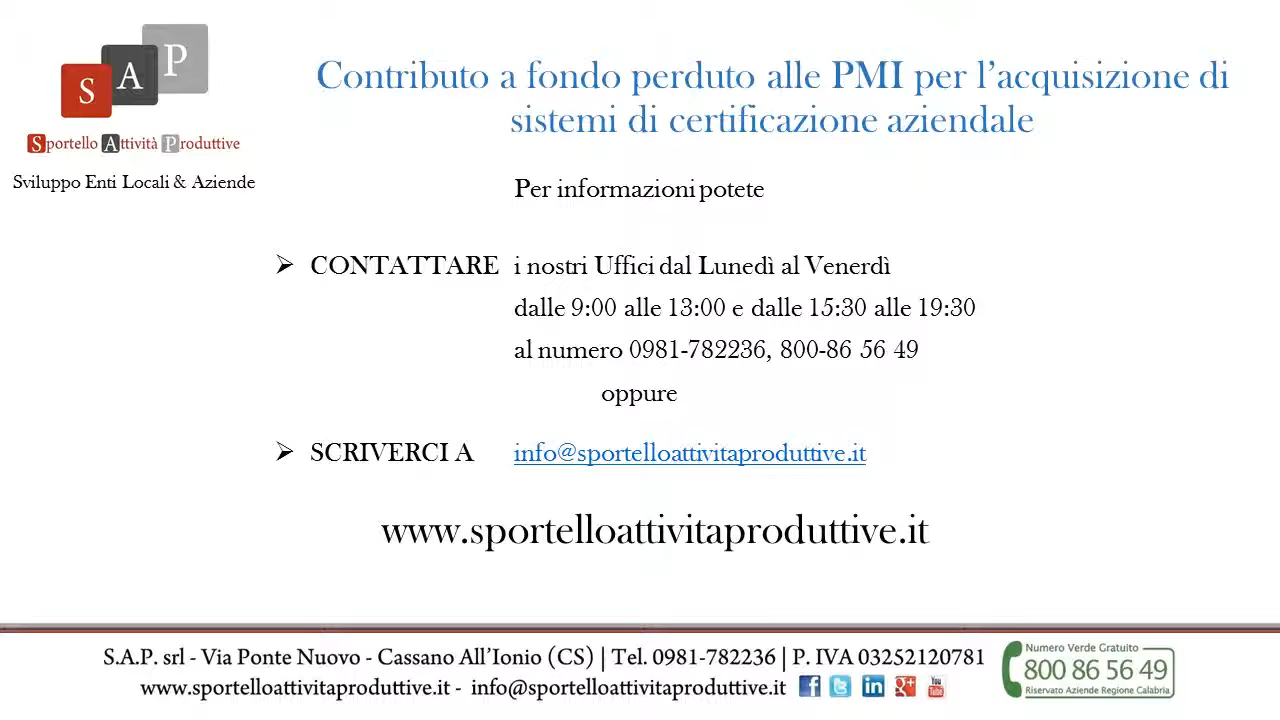 S A P
Sportello Attività Produttive
Sviluppo Enti Locali & Aziende
Contributo a fondo perduto alle PMI per l’acquisizione di
sistemi di certificazione aziendale
Per informazioni potete
➢ CONTATTARE i nostri Uffici dal Lunedì al Venerdì
dalle 9:00 alle 13:00 e dalle 15:30 alle 19:30
al numero 0981-782236, 800-86 56 49
oppure
➢ SCRIVERCI A info@sportelloattivitaproduttive.it
www.sportelloattivitaproduttive.it
S.A.P. srl - Via Ponte Nuovo - Cassano All’Ionio (CS) | Tel. 0981-782236 | P. IVA 03252120781
www.sportelloattivitaproduttive.it - info@sportelloattivitaproduttive.it
Numero Verde Gratuito
800 86 56 49
Riservato Aziende Regione Calabria